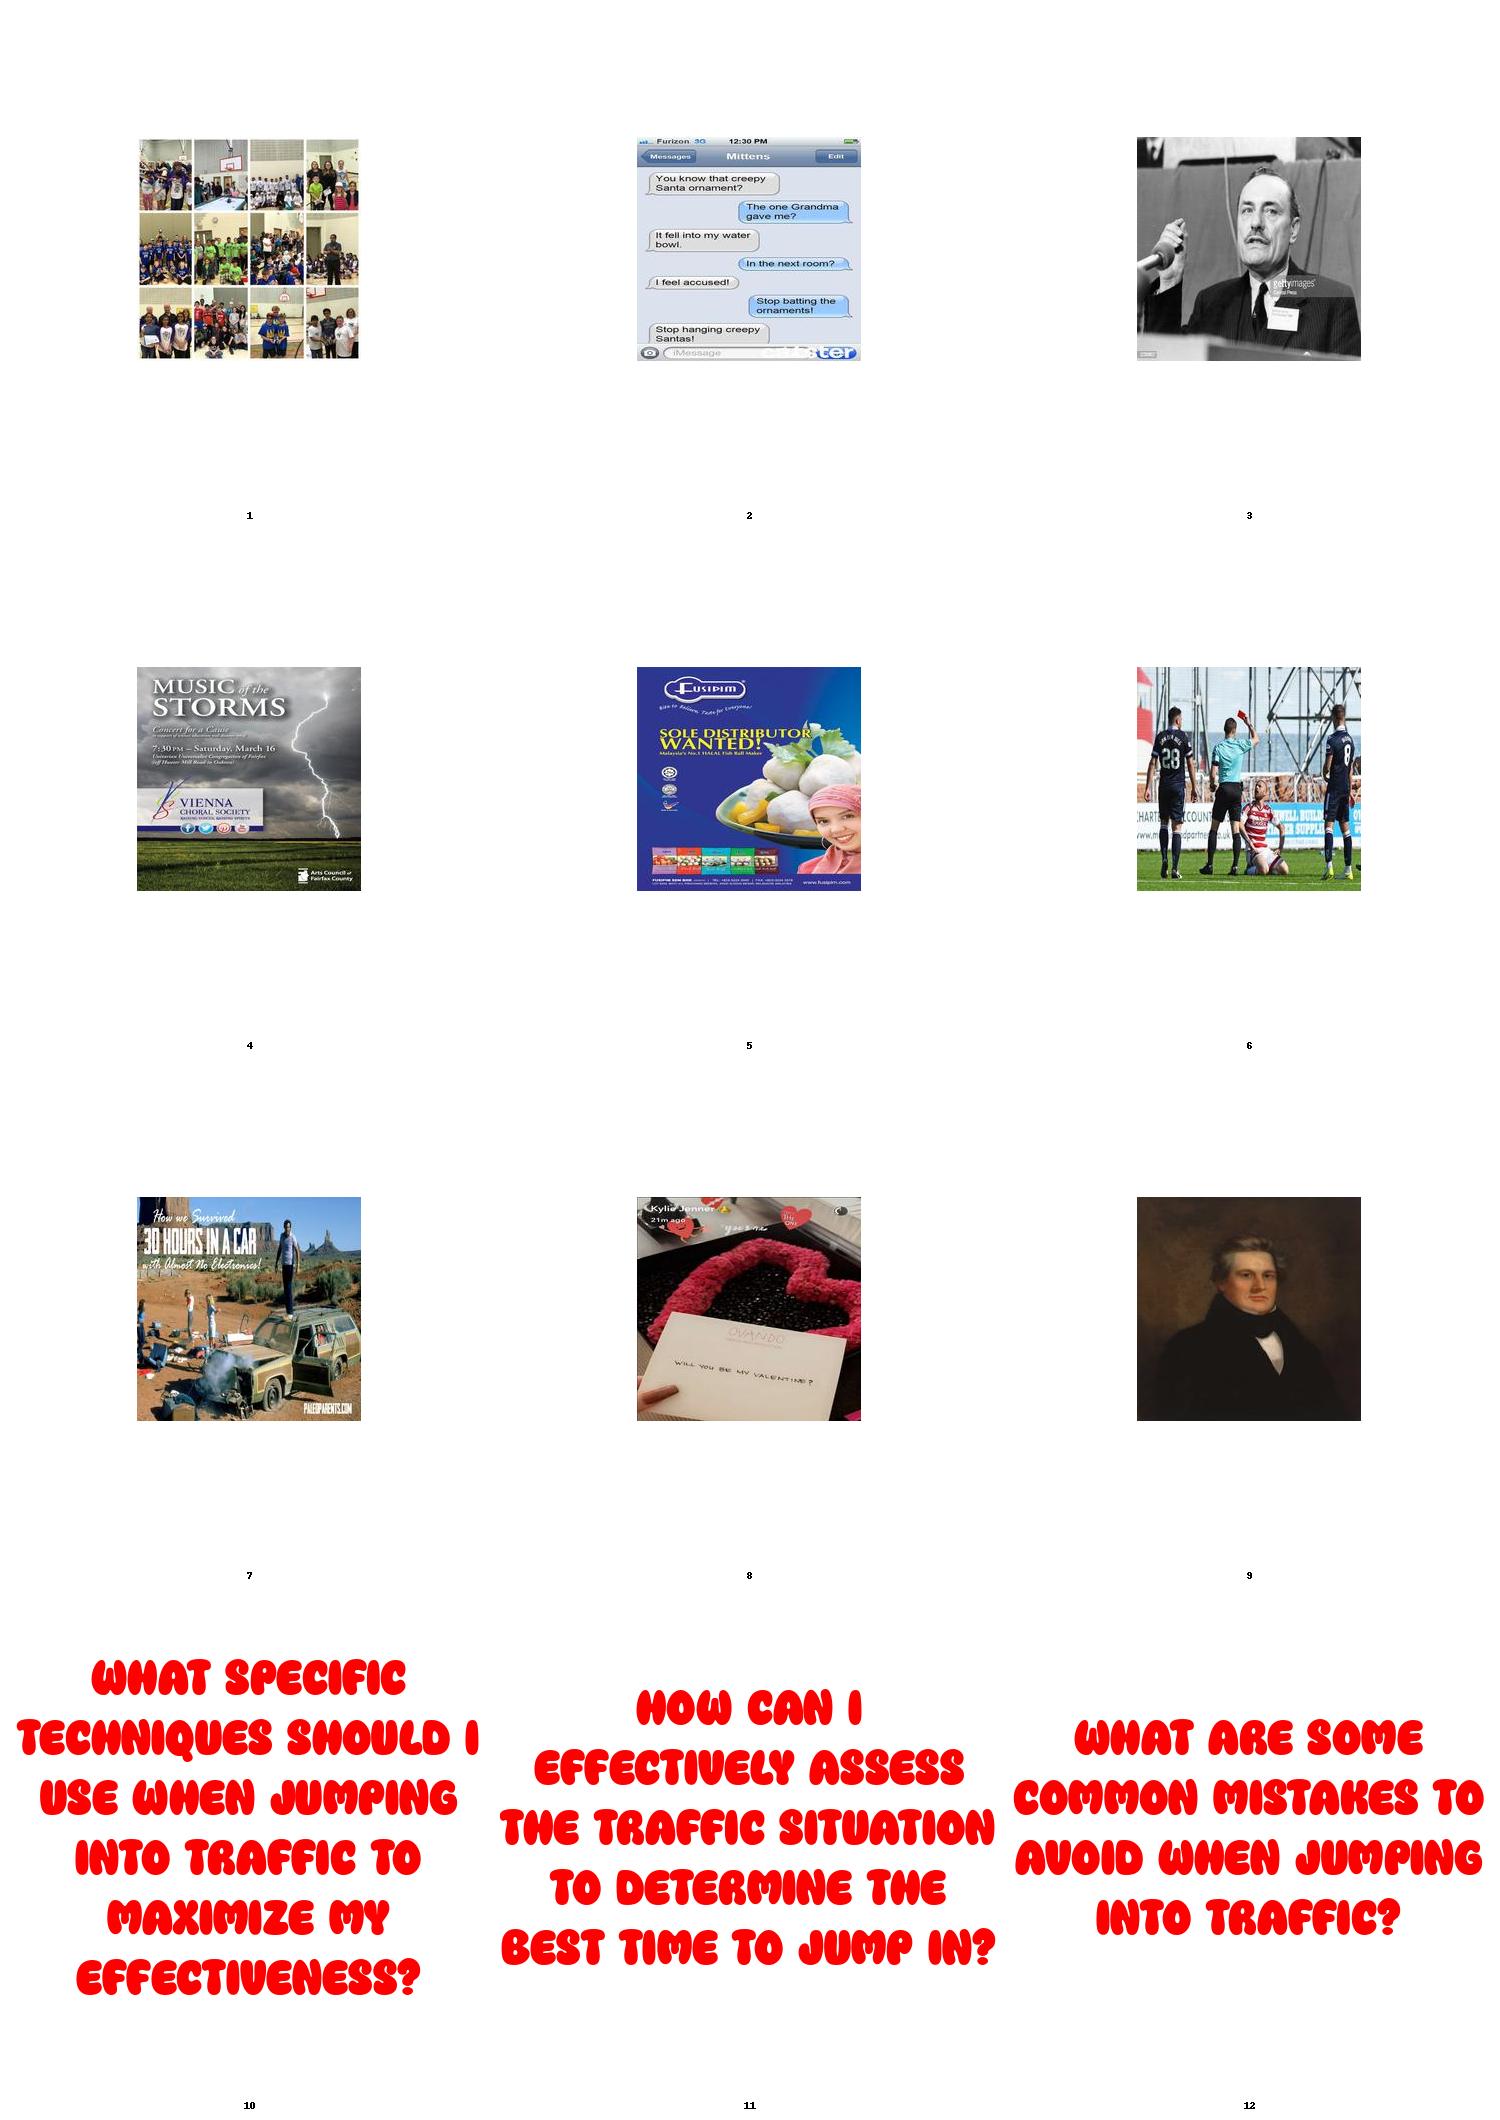 Furizon 3G 12:30 PM
Messages Mittens Edit
You know that creepy
Santa ornament?
The one Grandma
gave me?
It fell into my water
bowl.
In the next room?
I feel accused!
Stop batting the
ornaments!
Stop hanging creepy
Santas!
iMessage
gettyimages
1
2
3
MUSIC of the
STORMS
Concert for a Cause
7:30 PM – Saturday, March 16
Unitarian Universalist Congregation of Fairfax
VIENNA
CHORAL SOCIETY
Arts Council of
Fairfax County
FUSIPIM
SOLE DISTRIBUTOR
WANTED!
Malaysia's No.1 HALAL Fish Ball Maker
www.fusipim.com
28
8
4
5
6
How we Survived
30 HOURS IN A CAR
with Almost No Electronics!
PALEOPARENTS.COM
Kylie Jenner
21m ago
OVANDO
WILL YOU BE MY VALENTINE?
7
8
9
WHAT SPECIFIC
TECHNIQUES SHOULD I
USE WHEN JUMPING
INTO TRAFFIC TO
MAXIMIZE MY
EFFECTIVENESS?
HOW CAN I
EFFECTIVELY ASSESS
THE TRAFFIC SITUATION
TO DETERMINE THE
BEST TIME TO JUMP IN?
WHAT ARE SOME
COMMON MISTAKES TO
AVOID WHEN JUMPING
INTO TRAFFIC?
10
11
12